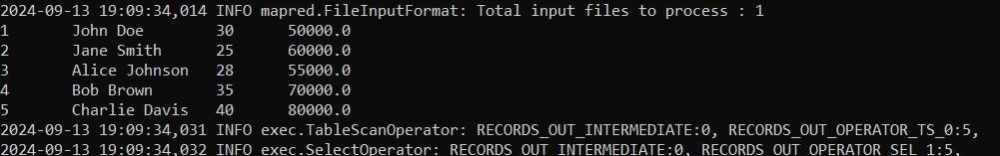 2024-09-13 19:09:34,014 INFO mapred.FileInputFormat: Total input files to process : 1
1 John Doe 30 50000.0
2 Jane Smith 25 60000.0
3 Alice Johnson 28 55000.0
4 Bob Brown 35 70000.0
5 Charlie Davis 40 80000.0
2024-09-13 19:09:34,031 INFO exec.TableScanOperator: RECORDS_OUT_INTERMEDIATE:0, RECORDS_OUT_OPERATOR_TS_0:5,
2024-09-13 19:09:34,032 INFO exec.SelectOperator: RECORDS_OUT_INTERMEDIATE:0, RECORDS_OUT_OPERATOR_SEL_1:5,